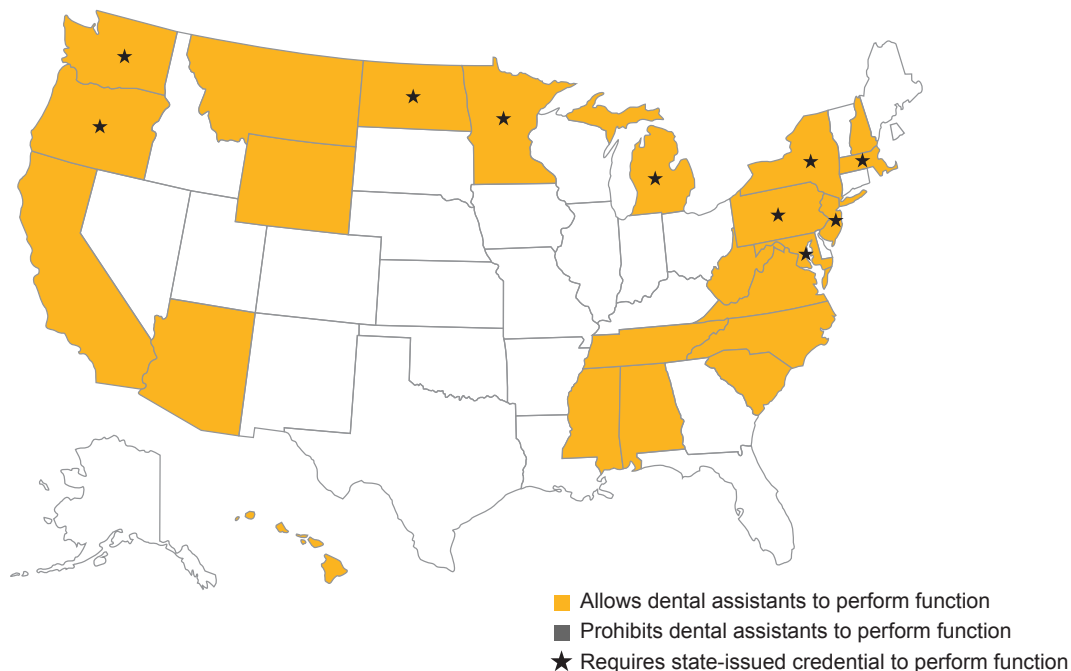 Allows dental assistants to perform function
Prohibits dental assistants to perform function
Requires state-issued credential to perform function